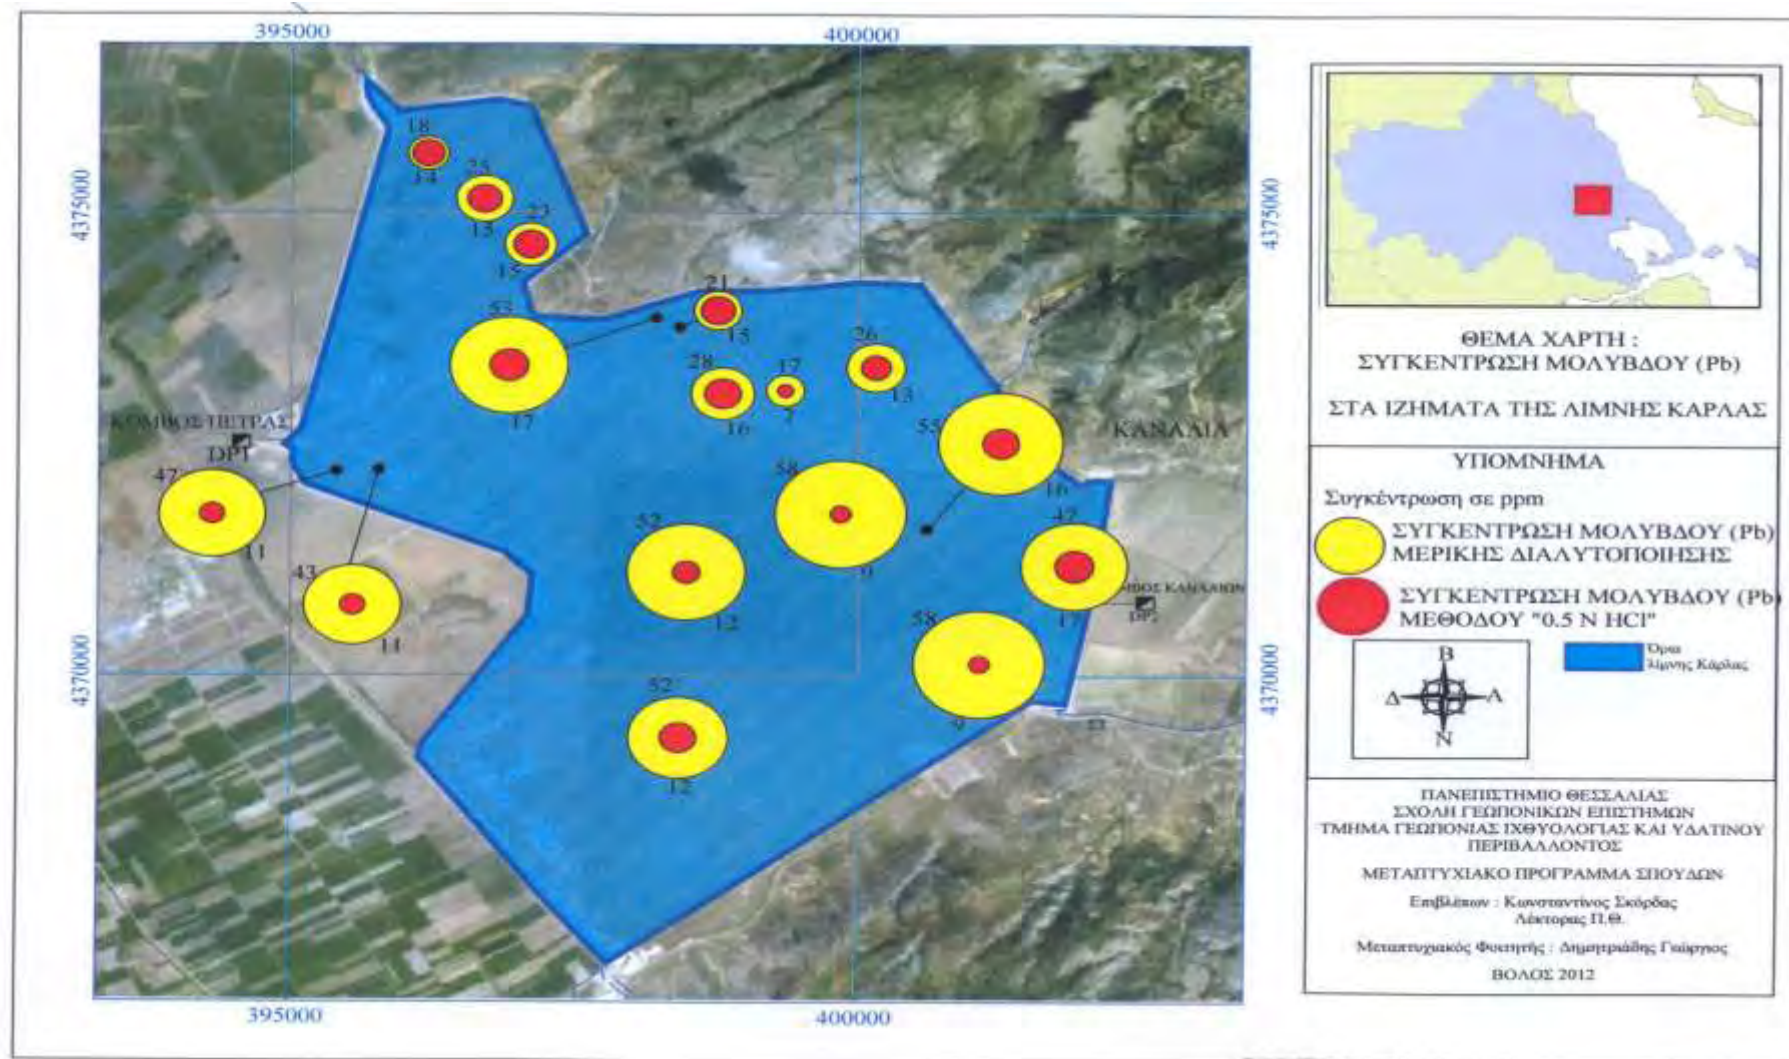 395000
400000
4375000
4375000
18
14
25
15
23
15
53
17
21
15
28
16
17
7
26
13
55
16
ΚΟΜΒΟΣ ΠΕΤΡΑΣ
DP1
ΚΑΝΑΛΙΑ
47
11
43
11
52
12
58
9
47
17
DP2
58
9
52
12
4370000
4370000
395000
400000
ΘΕΜΑ ΧΑΡΤΗ :
ΣΥΓΚΕΝΤΡΩΣΗ ΜΟΛΥΒΔΟΥ (Pb)
ΣΤΑ ΙΖΗΜΑΤΑ ΤΗΣ ΛΙΜΝΗΣ ΚΑΡΛΑΣ
ΥΠΟΜΝΗΜΑ
Συγκέντρωση σε ppm
ΣΥΓΚΕΝΤΡΩΣΗ ΜΟΛΥΒΔΟΥ (Pb)
ΜΕΡΙΚΗΣ ΔΙΑΛΥΤΟΠΟΙΗΣΗΣ
ΣΥΓΚΕΝΤΡΩΣΗ ΜΟΛΥΒΔΟΥ (Pb)
ΜΕΘΟΔΟΥ "0.5 N HCl"
Όρια
λίμνης Κάρλας
Β
Δ
Α
Ν
ΠΑΝΕΠΙΣΤΗΜΙΟ ΘΕΣΣΑΛΙΑΣ
ΣΧΟΛΗ ΓΕΩΠΟΝΙΚΩΝ ΕΠΙΣΤΗΜΩΝ
ΤΜΗΜΑ ΓΕΩΠΟΝΙΑΣ ΙΧΘΥΟΛΟΓΙΑΣ ΚΑΙ ΥΔΑΤΙΝΟΥ
ΠΕΡΙΒΑΛΛΟΝΤΟΣ
ΜΕΤΑΠΤΥΧΙΑΚΟ ΠΡΟΓΡΑΜΜΑ ΣΠΟΥΔΩΝ
Επιβλέπων : Κωνσταντίνος Σκόρδας
Λέκτορας Π.Θ.
Μεταπτυχιακός Φοιτητής : Δημητριάδης Γεώργιος
ΒΟΛΟΣ 2012